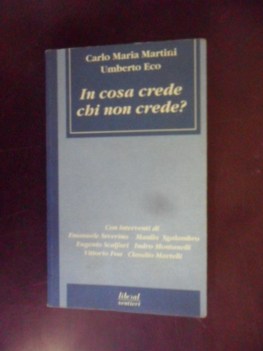 Carlo Maria Martini
Umberto Eco
In cosa crede
chi non crede?
Con interventi di
Emanuele Severino Manlio Sgalambro
Eugenio Scalfari Indro Montanelli
Vittorio Foa Claudio Martelli
liberal
sentieri